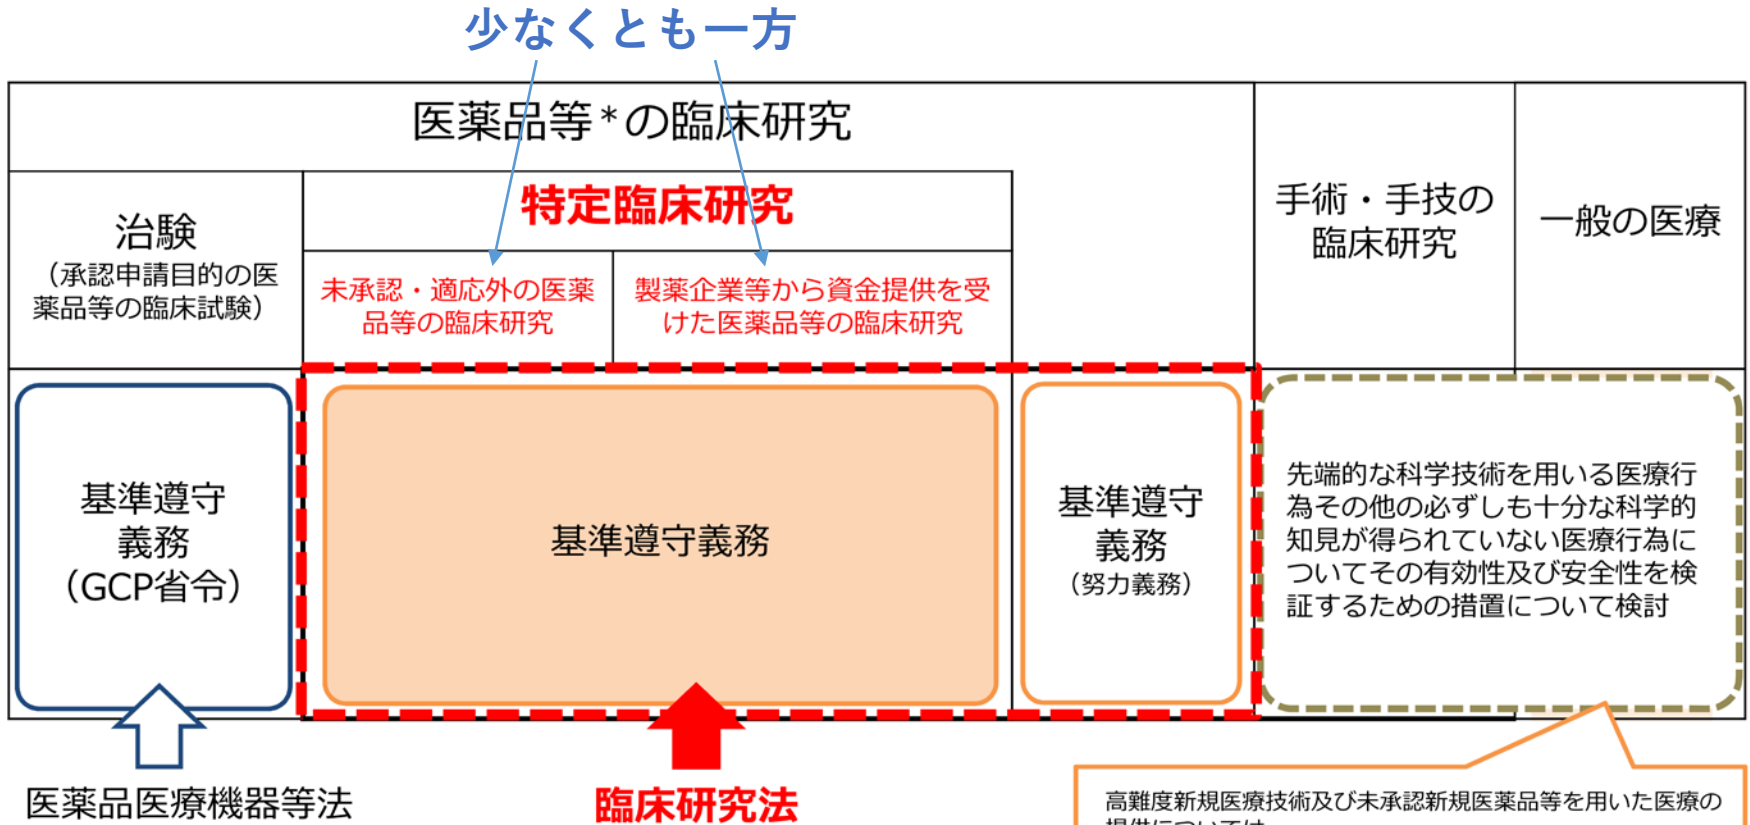 少なくとも一方
医薬品等*の臨床研究
特定臨床研究
治験
（承認申請目的の医
薬品等の臨床試験）
未承認・適応外の医薬
品等の臨床研究
製薬企業等から資金提供を受
けた医薬品等の臨床研究
手術・手技の
臨床研究
一般の医療
基準遵守
義務
（GCP省令）
基準遵守義務
基準遵守
義務
（努力義務）
先端的な科学技術を用いる医療行
為その他の必ずしも十分な科学的
知見が得られていない医療行為に
ついてその有効性及び安全性を検
証するための措置について検討
医薬品医療機器等法
臨床研究法
高難度新規医療技術及び未承認新規医薬品等を用いた医療の